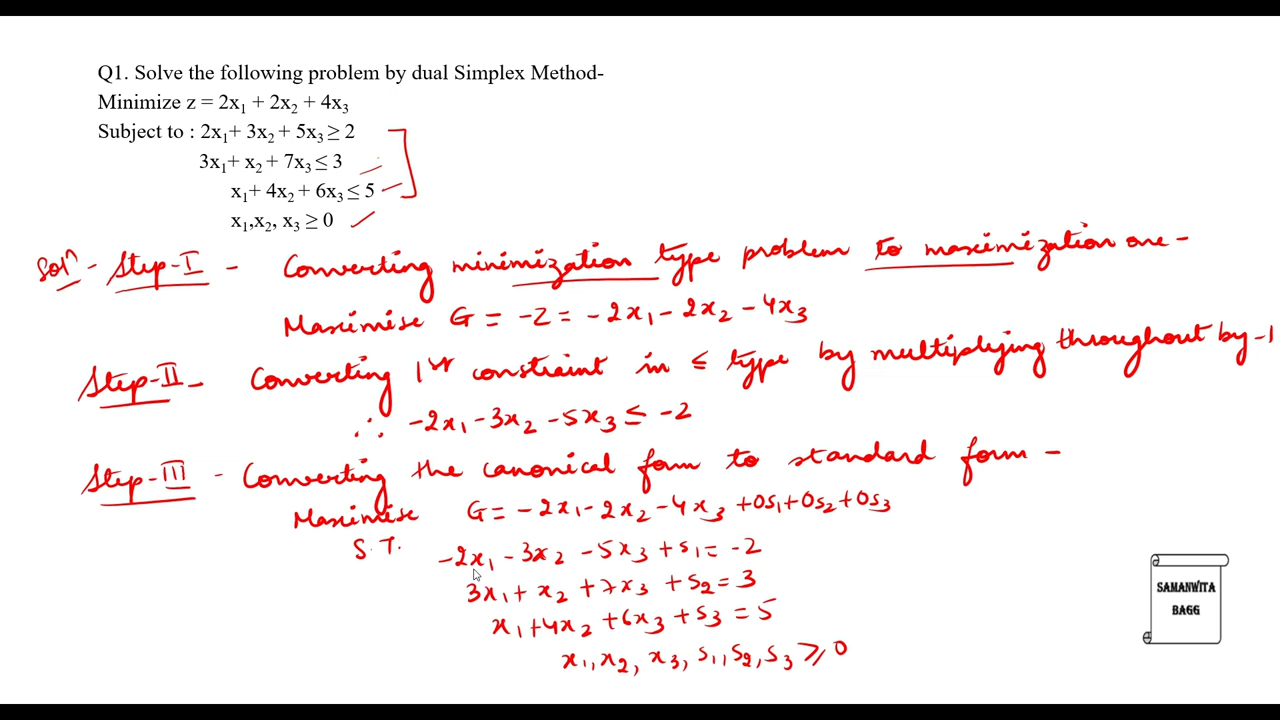 Q1. Solve the following problem by dual Simplex Method-
Minimize z = 2x₁ + 2x₂ + 4x₃
Subject to : 2x₁+ 3x₂ + 5x₃ ≥ 2
3x₁+ x₂ + 7x₃ ≤ 3
x₁+ 4x₂ + 6x₃ ≤ 5
x₁,x₂, x₃ ≥ 0
Solⁿ - Step-I - Converting minimization type problem to maximization one -
Maximise G = -Z = -2x₁ - 2x₂ - 4x₃
Step-II - Converting 1st constraint in ≤ type by multiplying throughout by -1
∴ -2x₁ - 3x₂ - 5x₃ ≤ -2
Step-III - Converting the canonical form to standard form -
Maximise G = -2x₁ - 2x₂ - 4x₃ + 0s₁ + 0s₂ + 0s₃
S.T. -2x₁ - 3x₂ - 5x₃ + s₁ = -2
3x₁ + x₂ + 7x₃ + s₂ = 3
x₁ + 4x₂ + 6x₃ + s₃ = 5
x₁, x₂, x₃, s₁, s₂, s₃ ≥ 0
SAMANWITA
BAGG